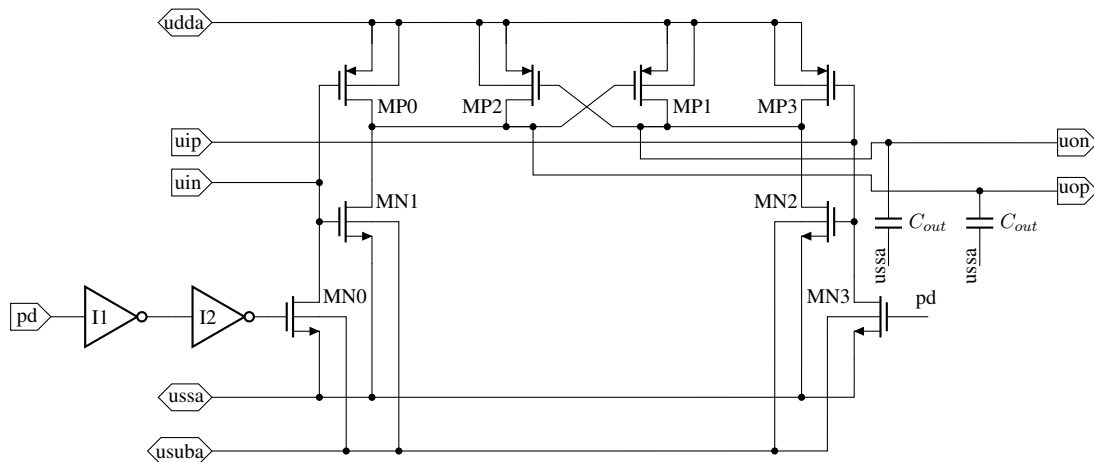 udda
MP0
MP2
MP1
MP3
uip
uon
uin
uop
MN1
MN2
C_out
C_out
ussa
ussa
MN0
MN3
pd
pd
I1
I2
ussa
usuba